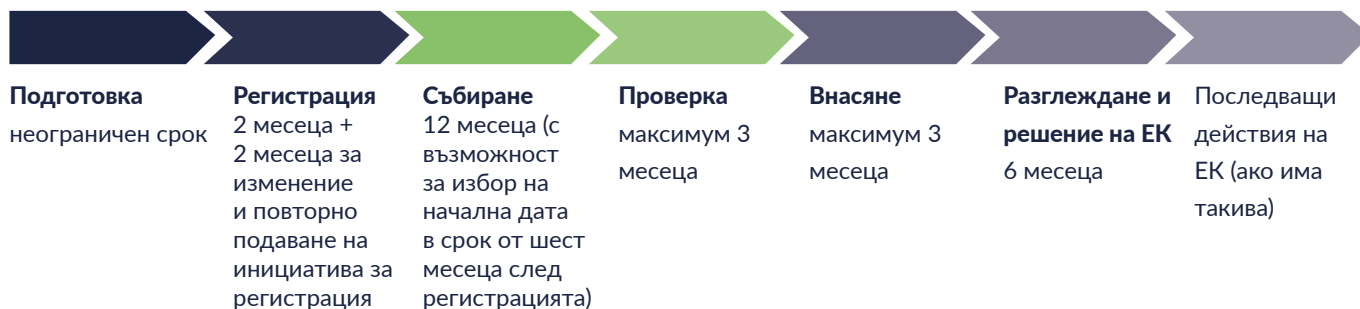 Подготовка
неограничен срок
Регистрация
2 месеца +
2 месеца за
изменение
и повторно
подаване на
инициатива за
регистрация
Събиране
12 месеца (с
възможност
за избор на
начална дата
в срок от шест
месеца след
регистрацията)
Проверка
максимум 3
месеца
Внасяне
максимум 3
месеца
Разглеждане и
решение на ЕК
6 месеца
Последващи
действия на
ЕК (ако има
такива)